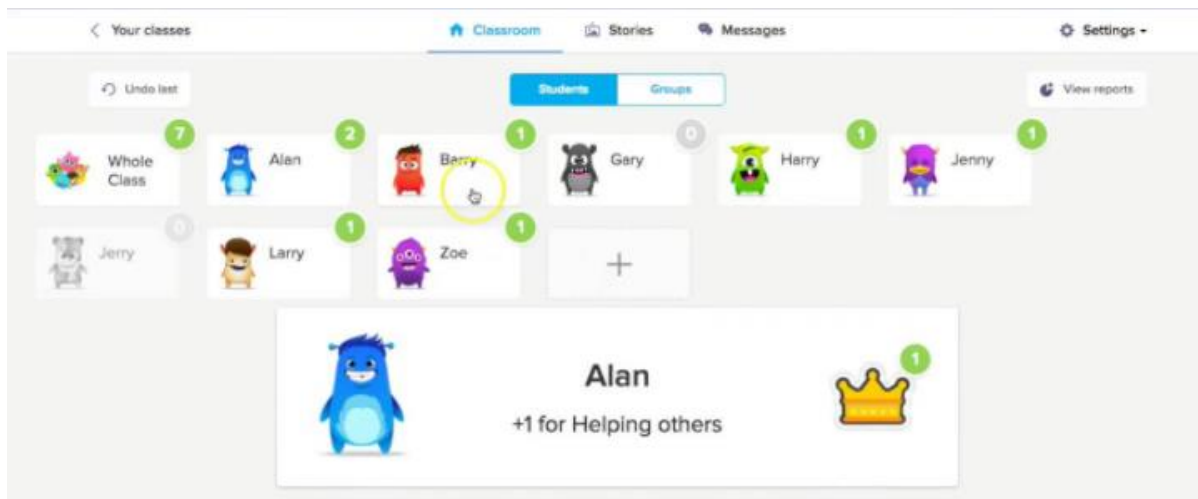 Your classes
Classroom
Stories
Messages
Settings
Undo last
Students
Groups
View reports
7
2
1
0
1
1
Whole
Class
Alan
Barry
Gary
Harry
Jenny
0
1
1
Jerry
Larry
Zoe
+
Alan
+1 for Helping others
1